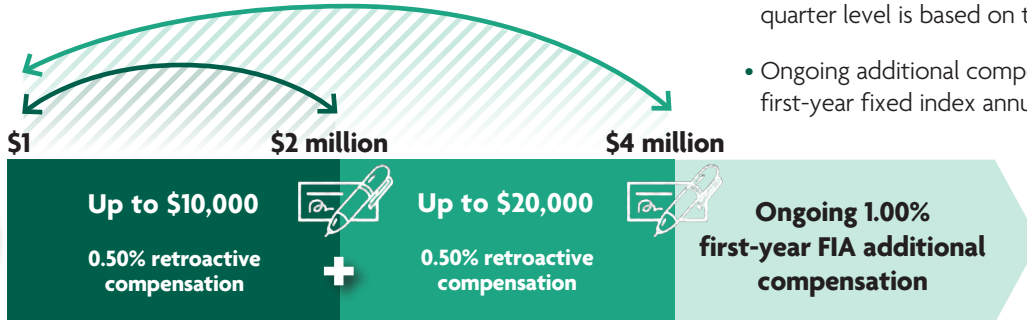 quarter level is based on t
• Ongoing additional comp
first-year fixed index annu
$1
$2 million
$4 million
Up to $10,000
0.50% retroactive
compensation
+
Up to $20,000
0.50% retroactive
compensation
Ongoing 1.00%
first-year FIA additional
compensation